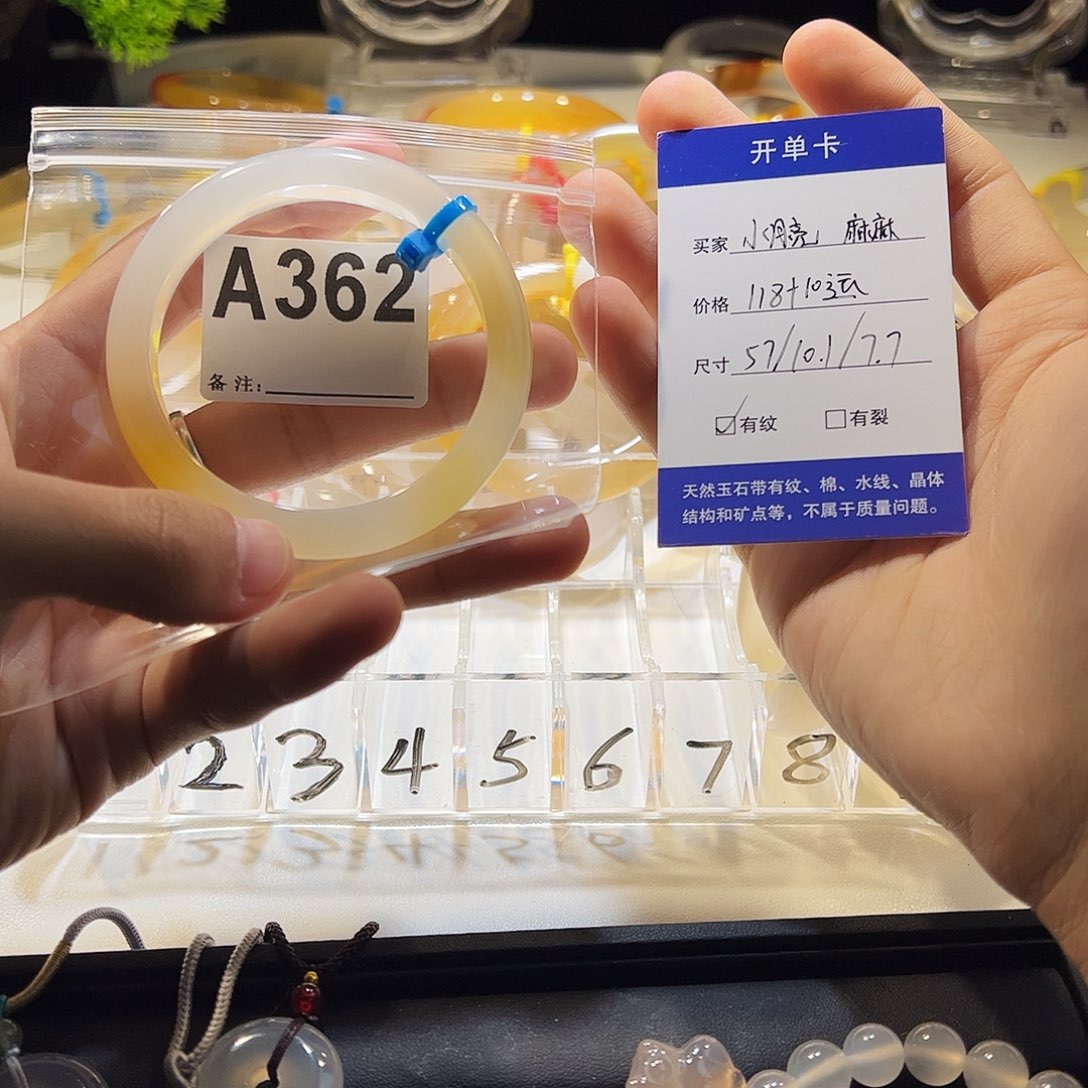 A362
备注:
开单卡
买家 小月亮 麻麻
价格 118+10运
尺寸 57/10.1/7.7
☑有纹 □有裂
天然玉石带有纹、棉、水线、晶体
结构和矿点等，不属于质量问题。
2 3 4 5 6 7 8